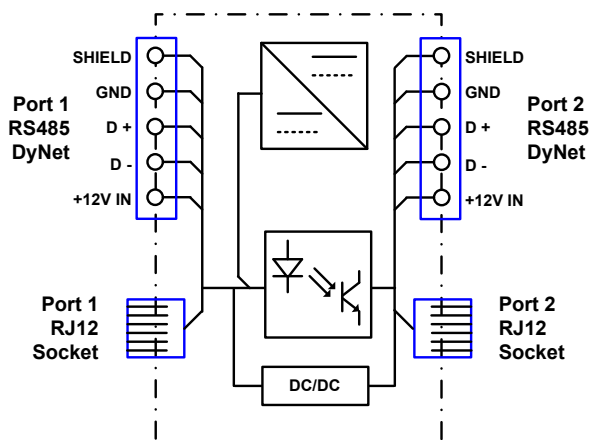 SHIELD
GND
D +
D -
+12V IN
Port 1
RS485
DyNet
SHIELD
GND
D +
D -
+12V IN
Port 2
RS485
DyNet
Port 1
RJ12
Socket
Port 2
RJ12
Socket
DC/DC